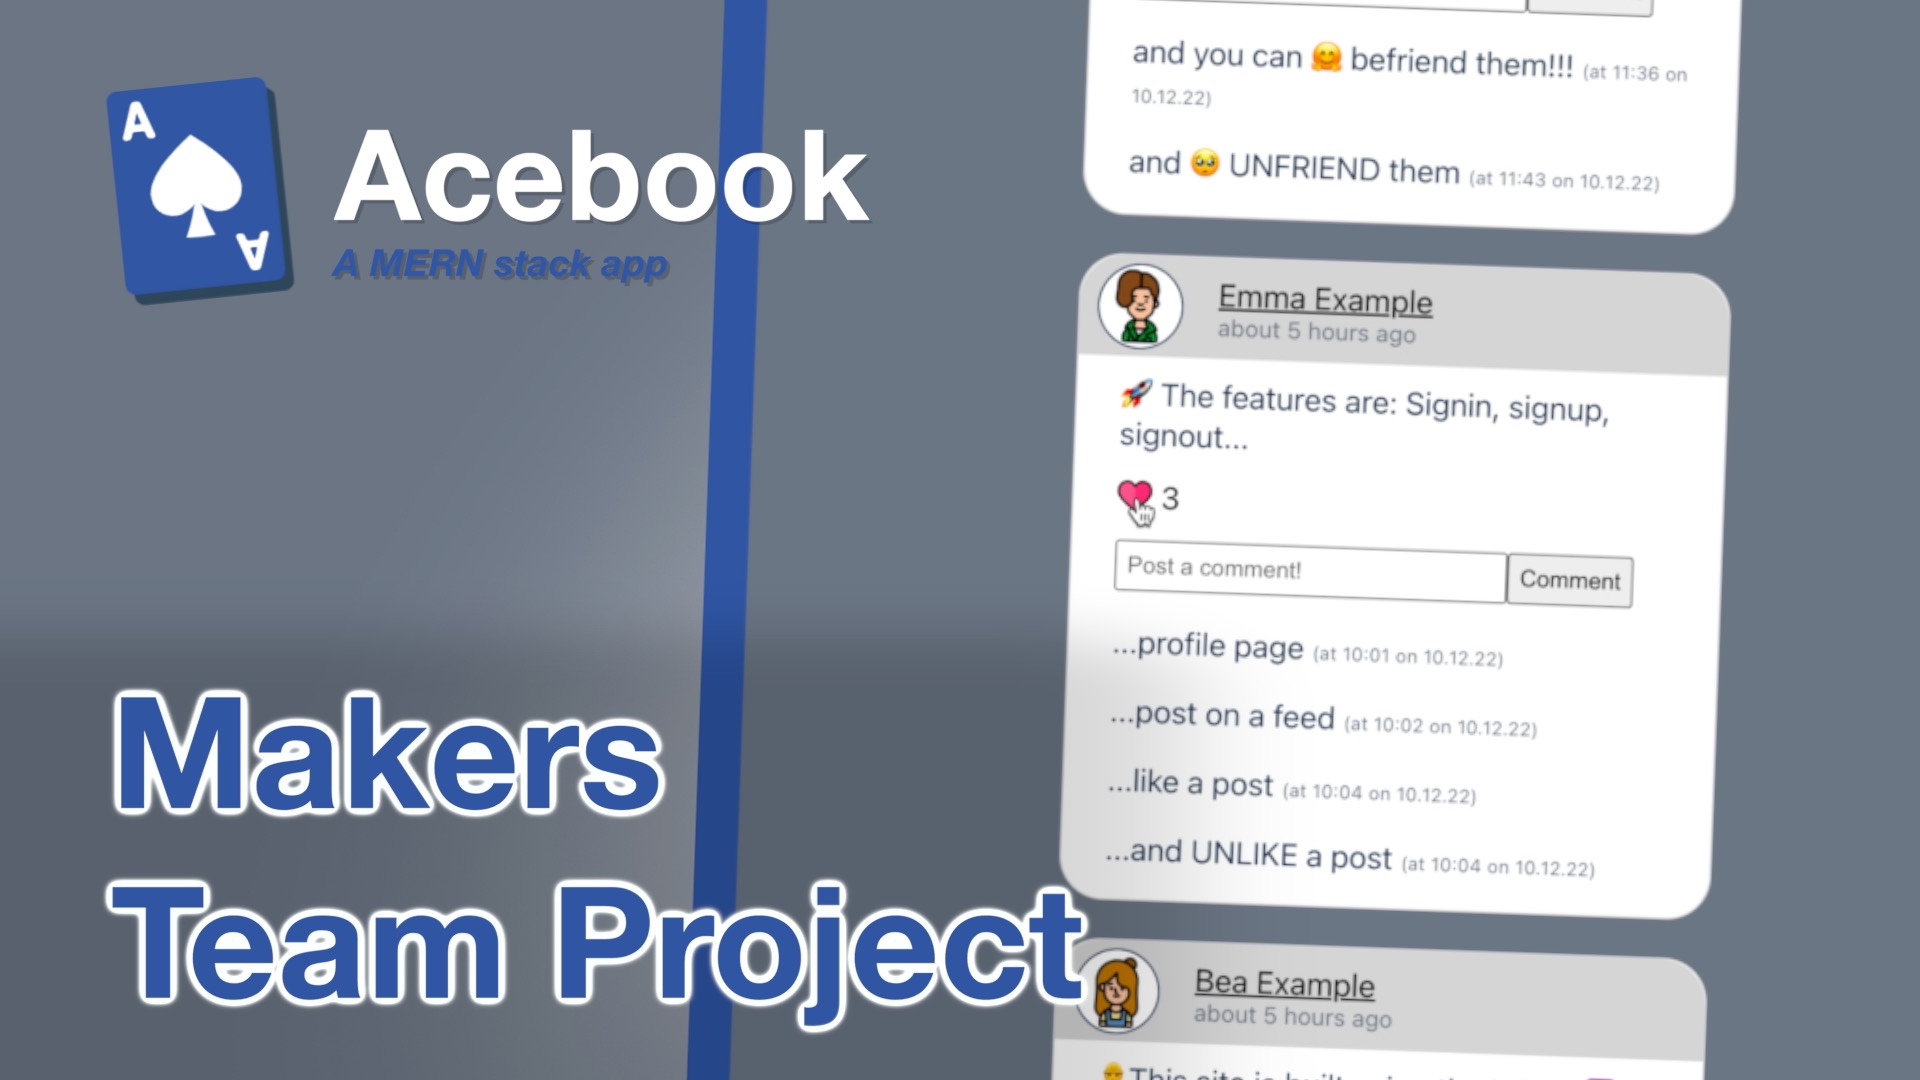 A
A
Acebook
A MERN stack app
Makers
Team Project
and you can 🤗 befriend them!!! (at 11:36 on
10.12.22)
and 🥺 UNFRIEND them (at 11:43 on 10.12.22)
Emma Example
about 5 hours ago
🚀 The features are: Signin, signup,
signout...
3
Post a comment!
Comment
...profile page (at 10:01 on 10.12.22)
...post on a feed (at 10:02 on 10.12.22)
...like a post (at 10:04 on 10.12.22)
...and UNLIKE a post (at 10:04 on 10.12.22)
Bea Example
about 5 hours ago
This site is built